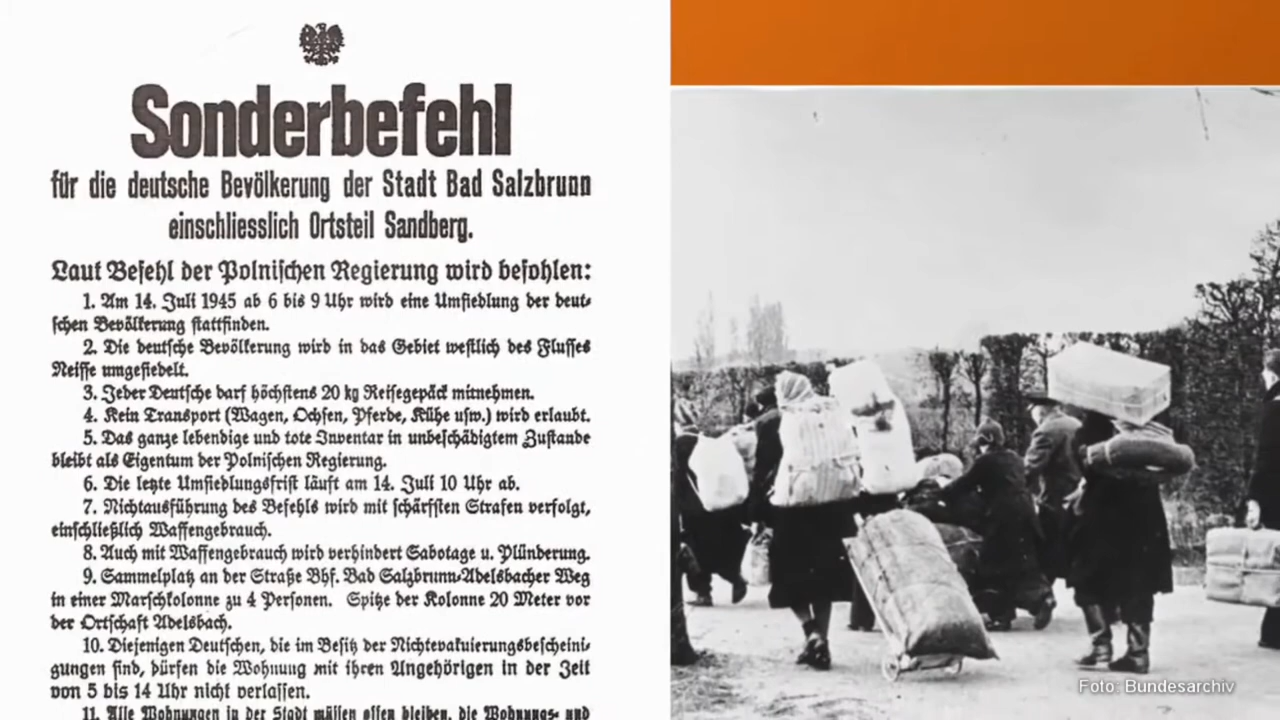 Sonderbefehl
für die deutsche Bevölkerung der Stadt Bad Salzbrunn
einschliesslich Ortsteil Sandberg.
Laut Befehl der Polnischen Regierung wird befohlen:
1. Am 14. Juli 1945 ab 6 bis 9 Uhr wird eine Umsiedlung der deut-
schen Bevölkerung stattfinden.
2. Die deutsche Bevölkerung wird in das Gebiet westlich des Flusses
Neisse umgesiedelt.
3. Jeder Deutsche darf höchstens 20 kg Reisegepäck mitnehmen.
4. Kein Transport (Wagen, Ochsen, Pferde, Kühe usw.) wird erlaubt.
5. Das ganze lebendige und tote Inventar in unbeschädigtem Zustande
bleibt als Eigentum der Polnischen Regierung.
6. Die letzte Umsiedlungsfrist läuft am 14. Juli 10 Uhr ab.
7. Nichtausführung des Befehls wird mit schärfsten Strafen verfolgt,
einschließlich Waffengebrauch.
8. Auch mit Waffengebrauch wird verhindert Sabotage u. Plünderung.
9. Sammelplatz an der Straße Bhf. Bad Salzbrunn-Adelsbacher Weg
in einer Marschkolonne zu 4 Personen. Spitze der Kolonne 20 Meter vor
der Ortschaft Adelsbach.
10. Diejenigen Deutschen, die im Besitz der Nichtevakuierungsbescheini-
gungen sind, dürfen die Wohnung mit ihren Angehörigen in der Zeit
von 5 bis 14 Uhr nicht verlassen.
11. Alle Wohnungen in der Stadt müssen offen bleiben, die Wohnungs- und
Foto: Bundesarchiv